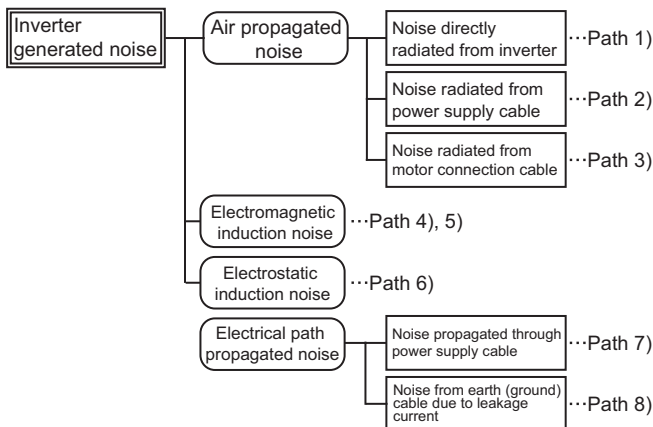 Inverter
generated noise
Air propagated
noise
Noise directly
radiated from inverter
···Path 1)
Noise radiated from
power supply cable
···Path 2)
Noise radiated from
motor connection cable
···Path 3)
Electromagnetic
induction noise
···Path 4), 5)
Electrostatic
induction noise
···Path 6)
Electrical path
propagated noise
Noise propagated through
power supply cable
···Path 7)
Noise from earth (ground)
cable due to leakage
current
···Path 8)